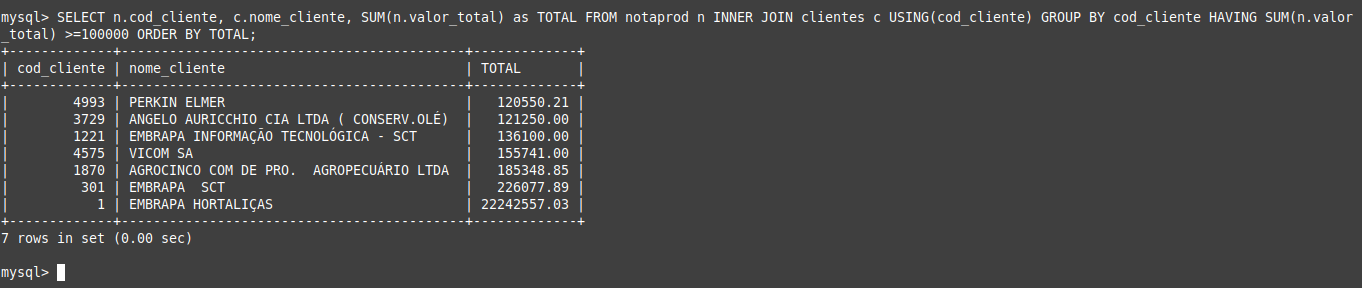 mysql> SELECT n.cod_cliente, c.nome_cliente, SUM(n.valor_total) as TOTAL FROM notaprod n INNER JOIN clientes c USING(cod_cliente) GROUP BY cod_cliente HAVING SUM(n.valor
_total) >=100000 ORDER BY TOTAL;
+-------------+-------------------------------------------+-------------+
| cod_cliente | nome_cliente                              | TOTAL       |
+-------------+-------------------------------------------+-------------+
|        4993 | PERKIN ELMER                              |   120550.21 |
|        3729 | ANGELO AURICCHIO CIA LTDA ( CONSERV.OLÉ)  |   121250.00 |
|        1221 | EMBRAPA INFORMAÇÃO TECNOLÓGICA - SCT      |   136100.00 |
|        4575 | VICOM SA                                  |   155741.00 |
|        1870 | AGROCINCO COM DE PRO.  AGROPECUÁRIO LTDA  |   185348.85 |
|         301 | EMBRAPA  SCT                              |   226077.89 |
|           1 | EMBRAPA HORTALIÇAS                        | 22242557.03 |
+-------------+-------------------------------------------+-------------+
7 rows in set (0.00 sec)
mysql>